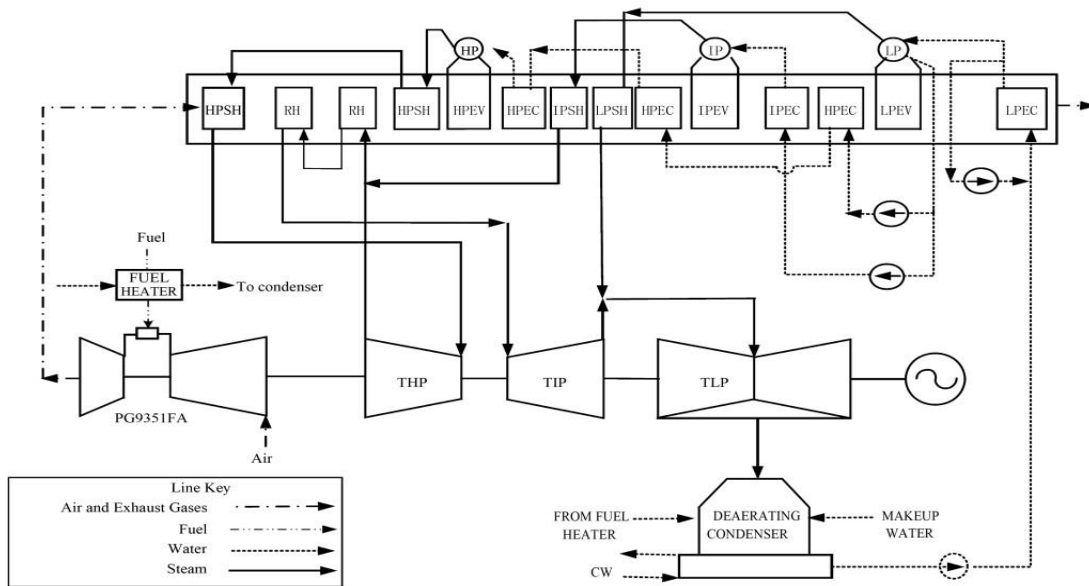 HP
IP
LP
HPSH
RH
RH
HPSH
HPEV
HPEC
IPSH
LPSH
HPEC
IPEV
IPEC
HPEC
LPEV
LPEC
Fuel
FUEL
HEATER
To condenser
THP
TIP
TLP
PG9351FA
Air
Line Key
Air and Exhaust Gases
Fuel
Water
Steam
FROM FUEL
HEATER
DEAERATING
CONDENSER
MAKEUP
WATER
CW